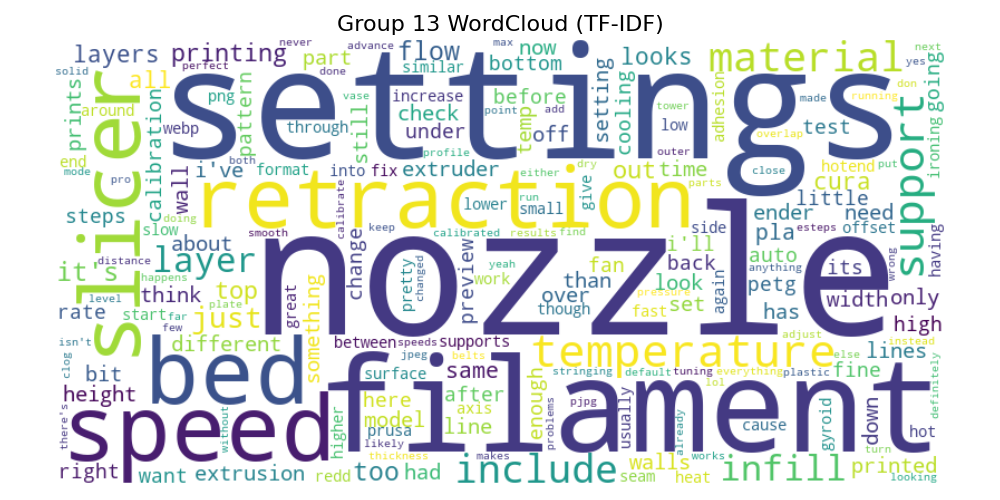 Group 13 WordCloud (TF-IDF)
never advance max next
layers printing part flow now looks material yes
solid perfect done similar bottom don
all settings
prints around png increase before setting cooling adhesion running going
slicer calibration webp pattern through still check point add temp tower made test support ironing
under off low overlap
vase profile outer
wall i've both format into fix extruder either dry out time close hotend put
end mode pro retraction lower run small give parts cura little
steps doing calibrate keep calibrated results find side ender need
slow smooth pla esteps offset
about distance change preview yeah i'll auto wrong having
it's layer nozzle pretty changed work fan than look back again anything its
happens level think top great over set pressure petg
rate start far plate though fast has width only
few just something high
isn't different between speeds supports temperature adjust instead
clog bed jpeg belts same stringing default tuning everything else lines
bit surface lol plastic fine
height here after enough pjpg definitely
speed model axis filament usually already cause gyroid down
there's without higher prusa line problems hot
likely works turn
right want extrusion redd thickness too had makes include seam walls heat infill printed looking